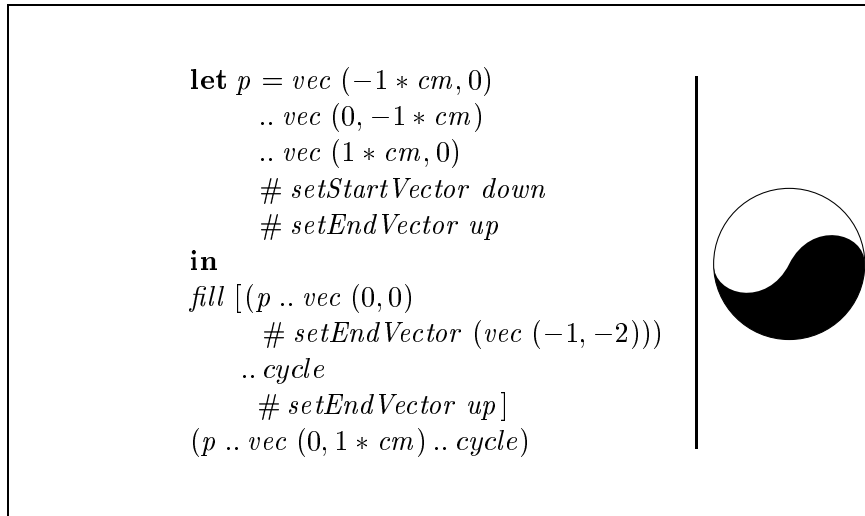 let p = vec (−1 ∗ cm, 0)
.. vec (0, −1 ∗ cm)
.. vec (1 ∗ cm, 0)
# setStartVector down
# setEndVector up
in
fill [(p .. vec (0, 0)
# setEndVector (vec (−1, −2)))
.. cycle
# setEndVector up ]
(p .. vec (0, 1 ∗ cm) .. cycle)